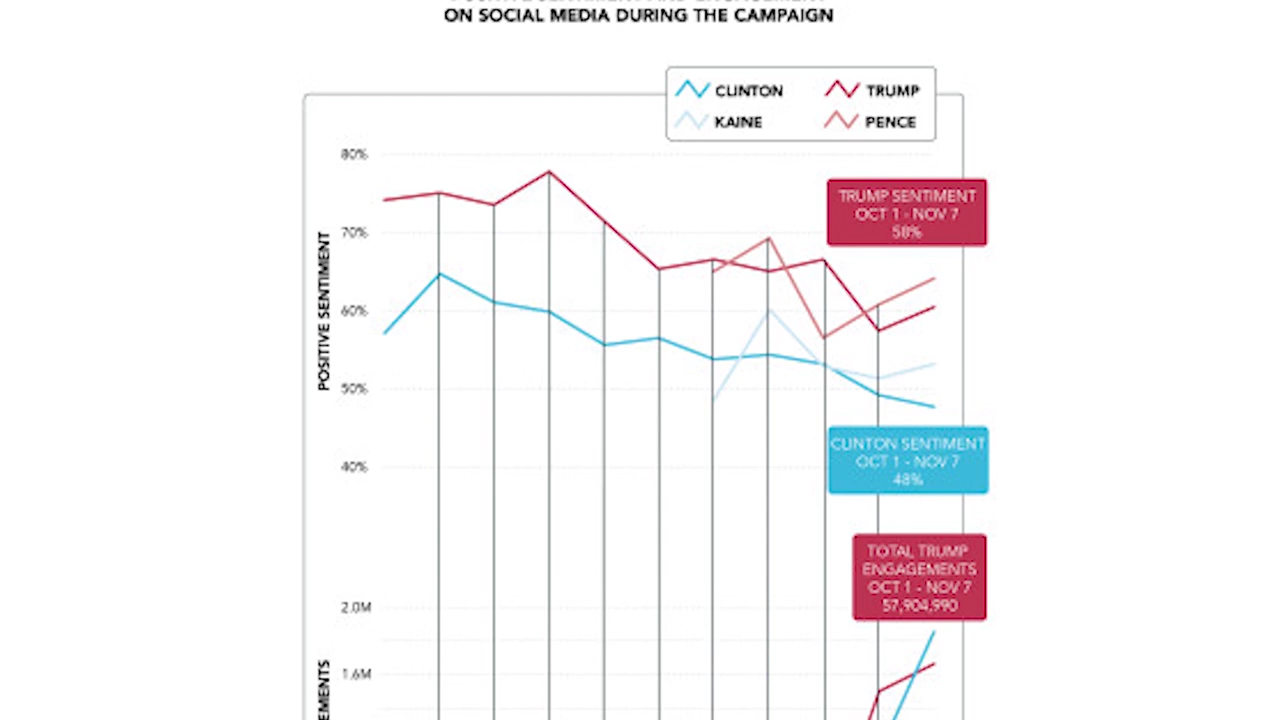 ON SOCIAL MEDIA DURING THE CAMPAIGN
CLINTON
TRUMP
KAINE
PENCE
80%
70%
60%
50%
40%
POSITIVE SENTIMENT
TRUMP SENTIMENT
OCT 1 - NOV 7
58%
CLINTON SENTIMENT
OCT 1 - NOV 7
48%
TOTAL TRUMP
ENGAGEMENTS
OCT 1 - NOV 7
57,904,990
2.0M
1.6M
EMENTS